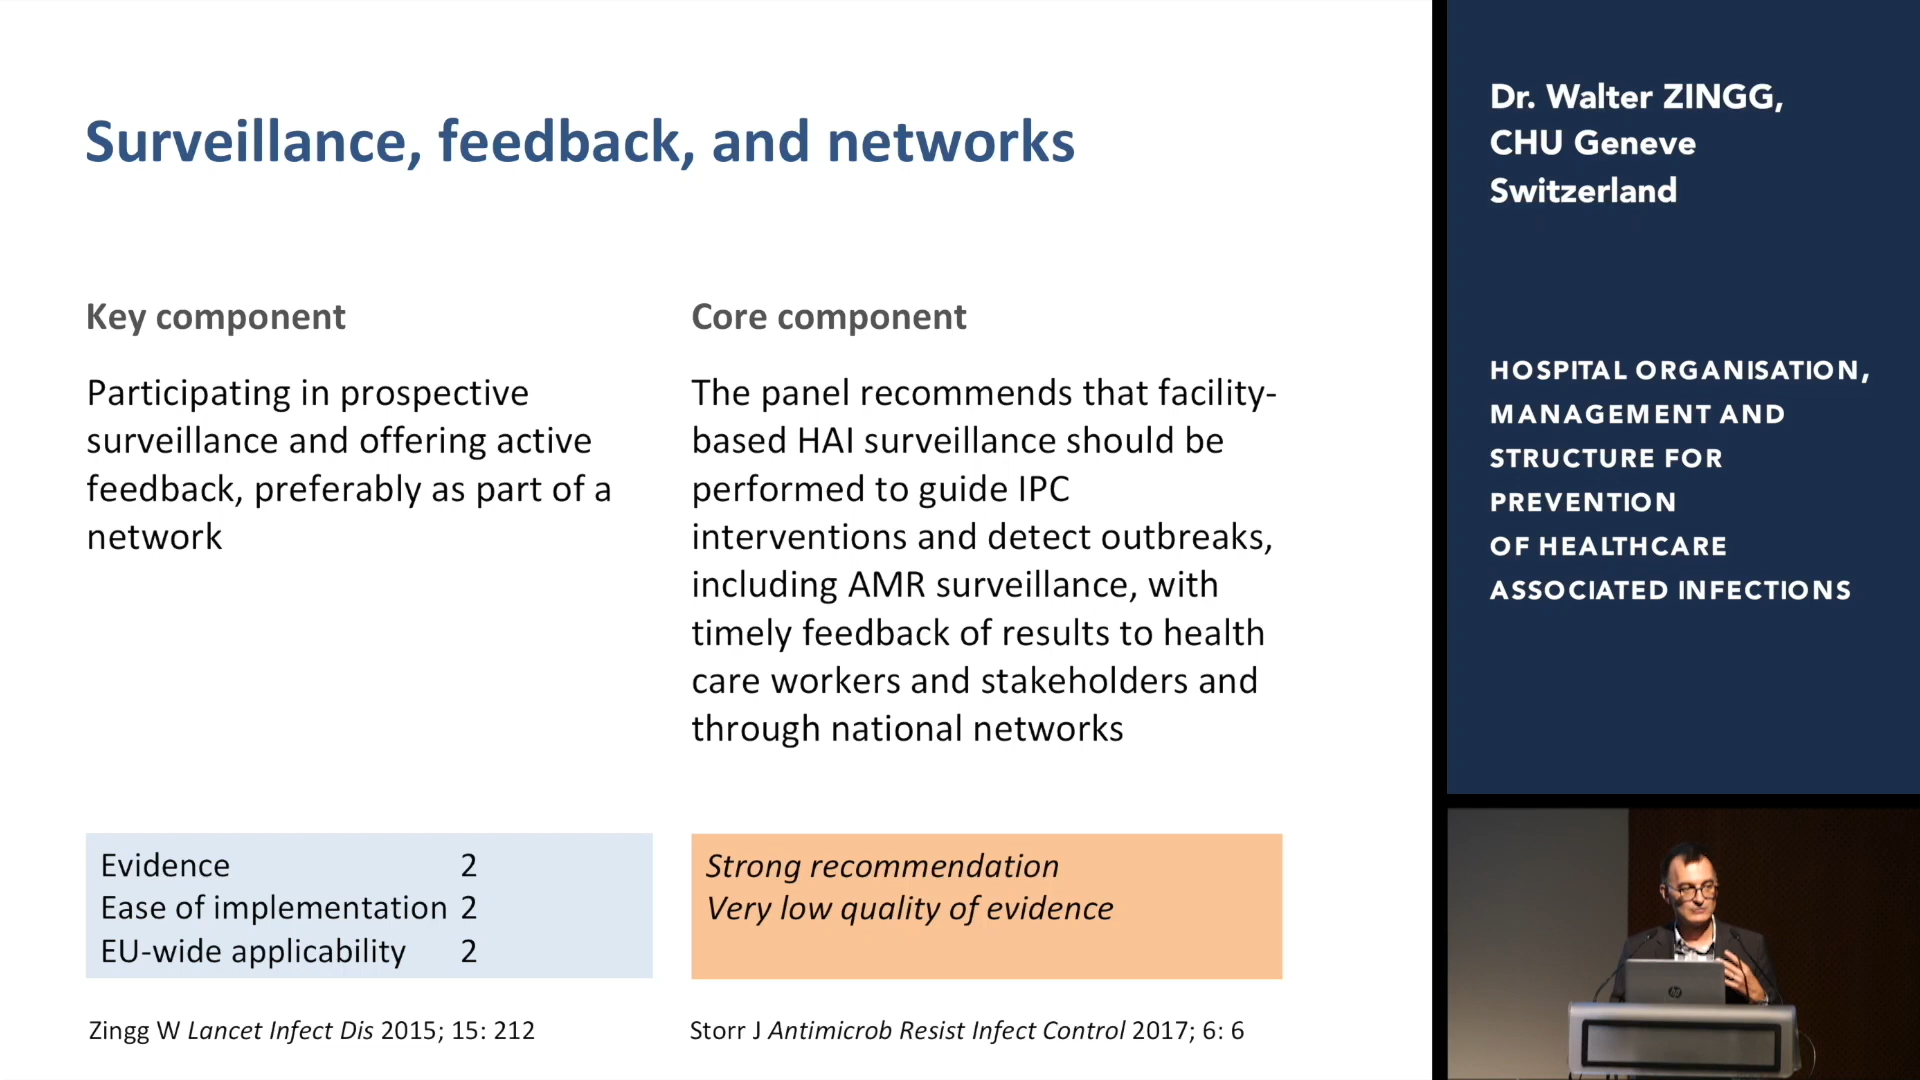 Surveillance, feedback, and networks
Key component
Participating in prospective
surveillance and offering active
feedback, preferably as part of a
network
Evidence 2
Ease of implementation 2
EU-wide applicability 2
Zingg W Lancet Infect Dis 2015; 15: 212
Core component
The panel recommends that facility-
based HAI surveillance should be
performed to guide IPC
interventions and detect outbreaks,
including AMR surveillance, with
timely feedback of results to health
care workers and stakeholders and
through national networks
Strong recommendation
Very low quality of evidence
Storr J Antimicrob Resist Infect Control 2017; 6: 6
Dr. Walter ZINGG,
CHU Geneve
Switzerland
HOSPITAL ORGANISATION,
MANAGEMENT AND
STRUCTURE FOR
PREVENTION
OF HEALTHCARE
ASSOCIATED INFECTIONS
hp